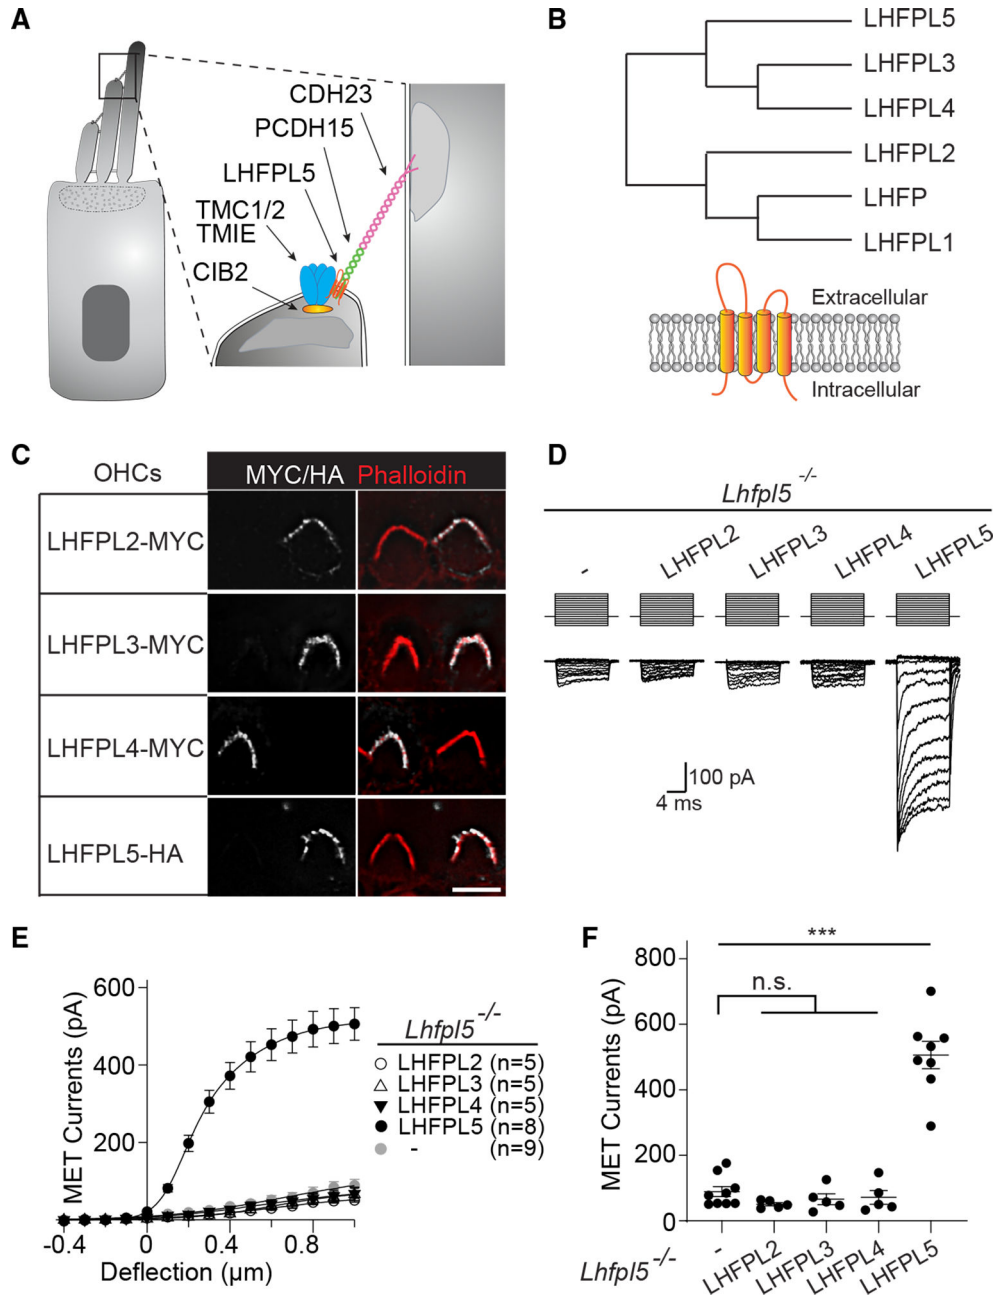 A
CDH23
PCDH15
LHFPL5
TMC1/2
TMIE
CIB2
B
LHFPL5
LHFPL3
LHFPL4
LHFPL2
LHFP
LHFPL1
Extracellular
Intracellular
C
OHCs
MYC/HA Phalloidin
LHFPL2-MYC
LHFPL3-MYC
LHFPL4-MYC
LHFPL5-HA
D
Lhfpl5 -/-
- LHFPL2 LHFPL3 LHFPL4 LHFPL5
100 pA
4 ms
E
MET Currents (pA)
600
400
200
0
-0.4 0 0.4 0.8
Deflection (µm)
Lhfpl5 -/-
LHFPL2 (n=5)
LHFPL3 (n=5)
LHFPL4 (n=5)
LHFPL5 (n=8)
- (n=9)
F
MET Currents (pA)
800
600
400
200
0
***
n.s.
Lhfpl5 -/-
- LHFPL2 LHFPL3 LHFPL4 LHFPL5